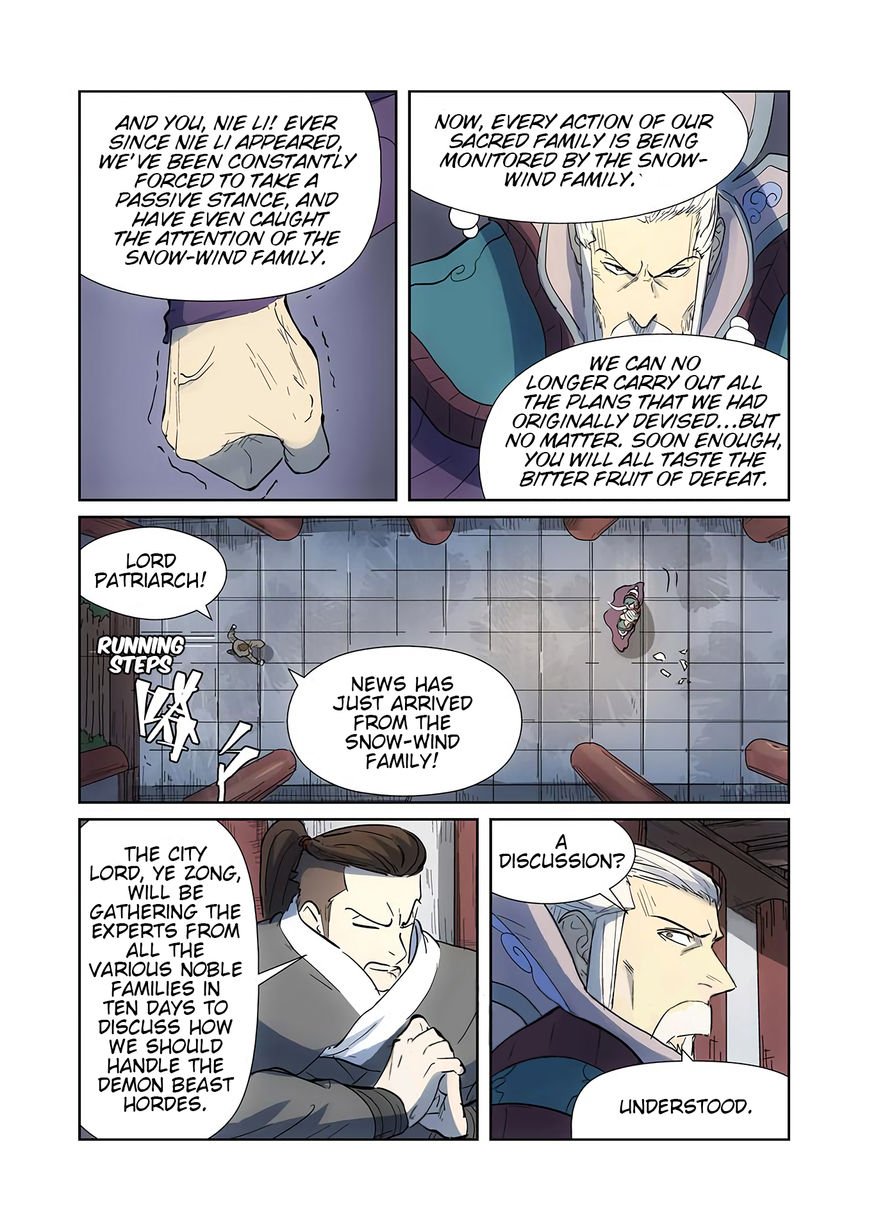 AND YOU, NIE LI! EVER
SINCE NIE LI APPEARED,
WE'VE BEEN CONSTANTLY
FORCED TO TAKE A
PASSIVE STANCE, AND
HAVE EVEN CAUGHT
THE ATTENTION OF THE
SNOW-WIND FAMILY.
NOW, EVERY ACTION OF OUR
SACRED FAMILY IS BEING
MONITORED BY THE SNOW-
WIND FAMILY.
WE CAN NO
LONGER CARRY OUT ALL
THE PLANS THAT WE HAD
ORIGINALLY DEVISED...BUT
NO MATTER. SOON ENOUGH,
YOU WILL ALL TASTE THE
BITTER FRUIT OF DEFEAT.
LORD
PATRIARCH!
RUNNING
STEPS
NEWS HAS
JUST ARRIVED
FROM THE
SNOW-WIND
FAMILY!
THE CITY
LORD, YE ZONG,
WILL BE
GATHERING THE
EXPERTS FROM
ALL THE
VARIOUS NOBLE
FAMILIES IN
TEN DAYS TO
DISCUSS HOW
WE SHOULD
HANDLE THE
DEMON BEAST
HORDES.
A
DISCUSSION?
UNDERSTOOD.